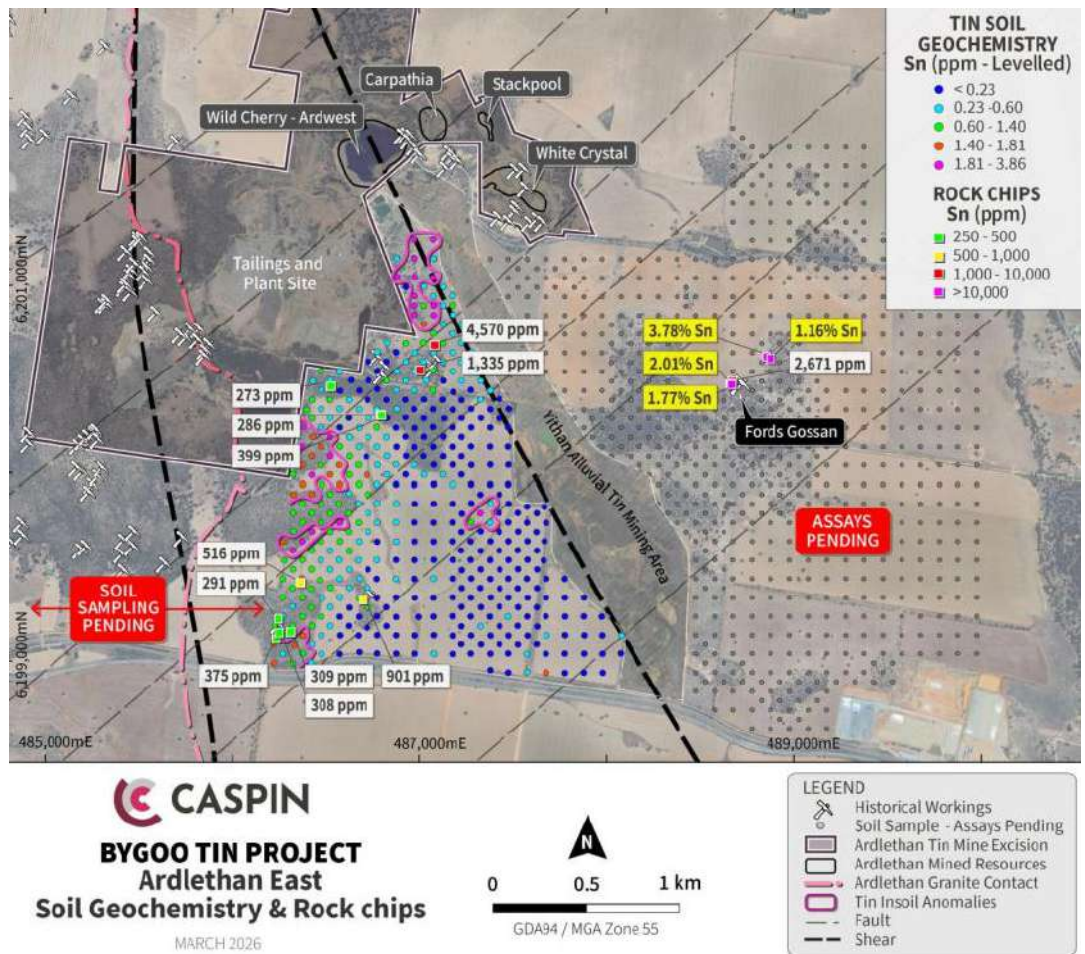 TIN SOIL
GEOCHEMISTRY
Sn (ppm - Levelled)
< 0.23
0.23 -0.60
0.60 - 1.40
1.40 - 1.81
1.81 - 3.86
ROCK CHIPS
Sn (ppm)
250 - 500
500 - 1,000
1,000 - 10,000
>10,000
Carpathia
Stackpool
Wild Cherry - Ardwest
White Crystal
Tailings and
Plant Site
6,201,000mN
4,570 ppm
1,335 ppm
3.78% Sn
1.16% Sn
2.01% Sn
2,671 ppm
1.77% Sn
Fords Gossan
273 ppm
286 ppm
399 ppm
Yithan Alluvial Tin Mining Area
ASSAYS
PENDING
516 ppm
291 ppm
SOIL
SAMPLING
PENDING
6,199,000mN
375 ppm
309 ppm
901 ppm
308 ppm
485,000mE
487,000mE
489,000mE
CASPIN
BYGOO TIN PROJECT
Ardlethan East
Soil Geochemistry & Rock chips
MARCH 2026
N
0 0.5 1 km
GDA94 / MGA Zone 55
LEGEND
Historical Workings
Soil Sample - Assays Pending
Ardlethan Tin Mine Excision
Ardlethan Mined Resources
Ardlethan Granite Contact
Tin Insoil Anomalies
Fault
Shear